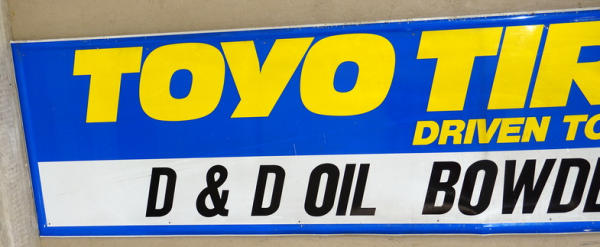 TOYO TIR
DRIVEN TO
D & D OIL BOWDE